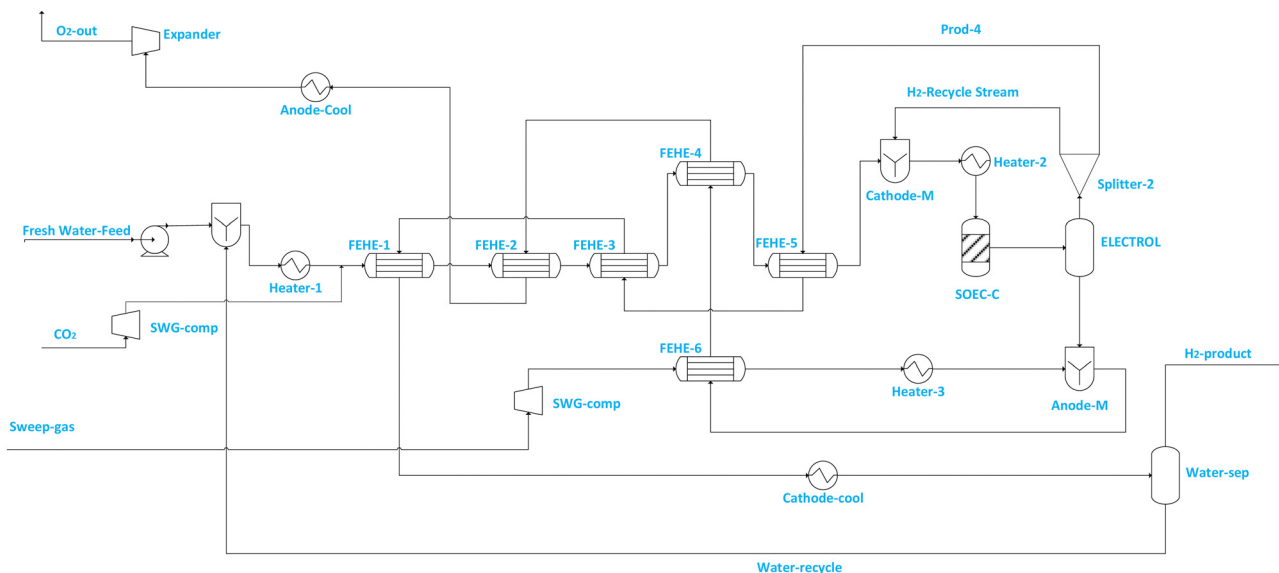 O₂-out
Expander
Prod-4
H₂-Recycle Stream
Anode-Cool
FEHE-4
Heater-2
Cathode-M
Splitter-2
Fresh Water-Feed
FEHE-1
FEHE-2
FEHE-3
FEHE-5
ELECTROL
Heater-1
SOEC-C
CO₂
SWG-comp
FEHE-6
H₂-product
Heater-3
SWG-comp
Anode-M
Sweep-gas
Water-sep
Cathode-cool
Water-recycle